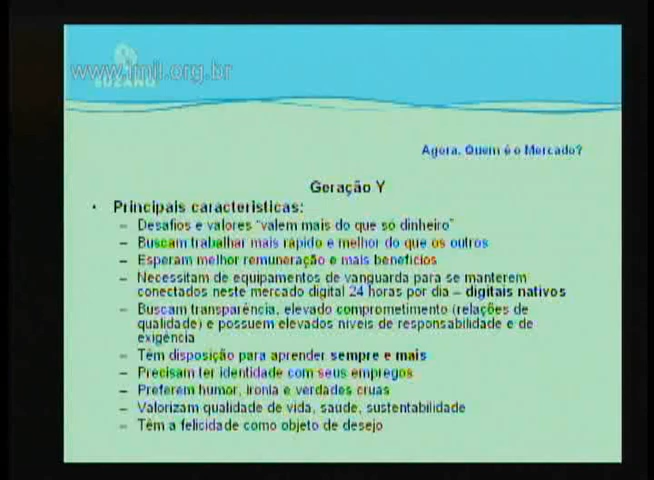 www.imil.org.br
SUZANO
Agora. Quem é o Mercado?
Geração Y
• Principais características:
– Desafios e valores "valem mais do que só dinheiro"
– Buscam trabalhar mais rápido e melhor do que os outros
– Esperam melhor remuneração e mais benefícios
– Necessitam de equipamentos de vanguarda para se manterem
conectados neste mercado digital 24 horas por dia – digitais nativos
– Buscam transparência, elevado comprometimento (relações de
qualidade) e possuem elevados níveis de responsabilidade e de
exigência
– Têm disposição para aprender sempre e mais
– Precisam ter identidade com seus empregos
– Preferem humor, ironia e verdades cruas
– Valorizam qualidade de vida, saúde, sustentabilidade
– Têm a felicidade como objeto de desejo